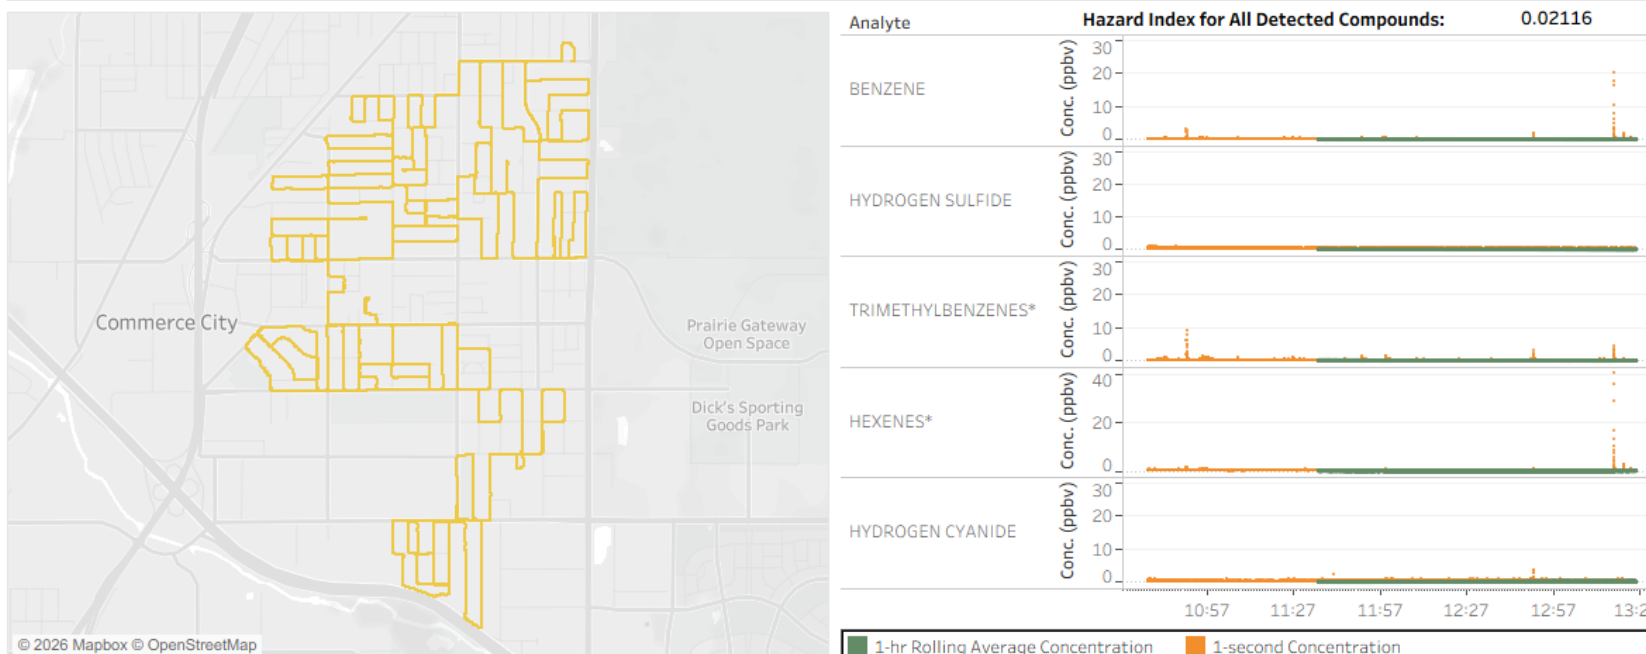 Commerce City
Prairie Gateway
Open Space
Dick's Sporting
Goods Park
© 2026 Mapbox © OpenStreetMap
Analyte
Hazard Index for All Detected Compounds:
0.02116
BENZENE
Conc. (ppbv)
30
20
10
0
HYDROGEN SULFIDE
Conc. (ppbv)
30
20
10
0
TRIMETHYLBENZENES*
Conc. (ppbv)
30
20
10
0
HEXENES*
Conc. (ppbv)
40
20
0
HYDROGEN CYANIDE
Conc. (ppbv)
30
20
10
0
10:57 11:27 11:57 12:27 12:57 13:2
1-hr Rolling Average Concentration
1-second Concentration